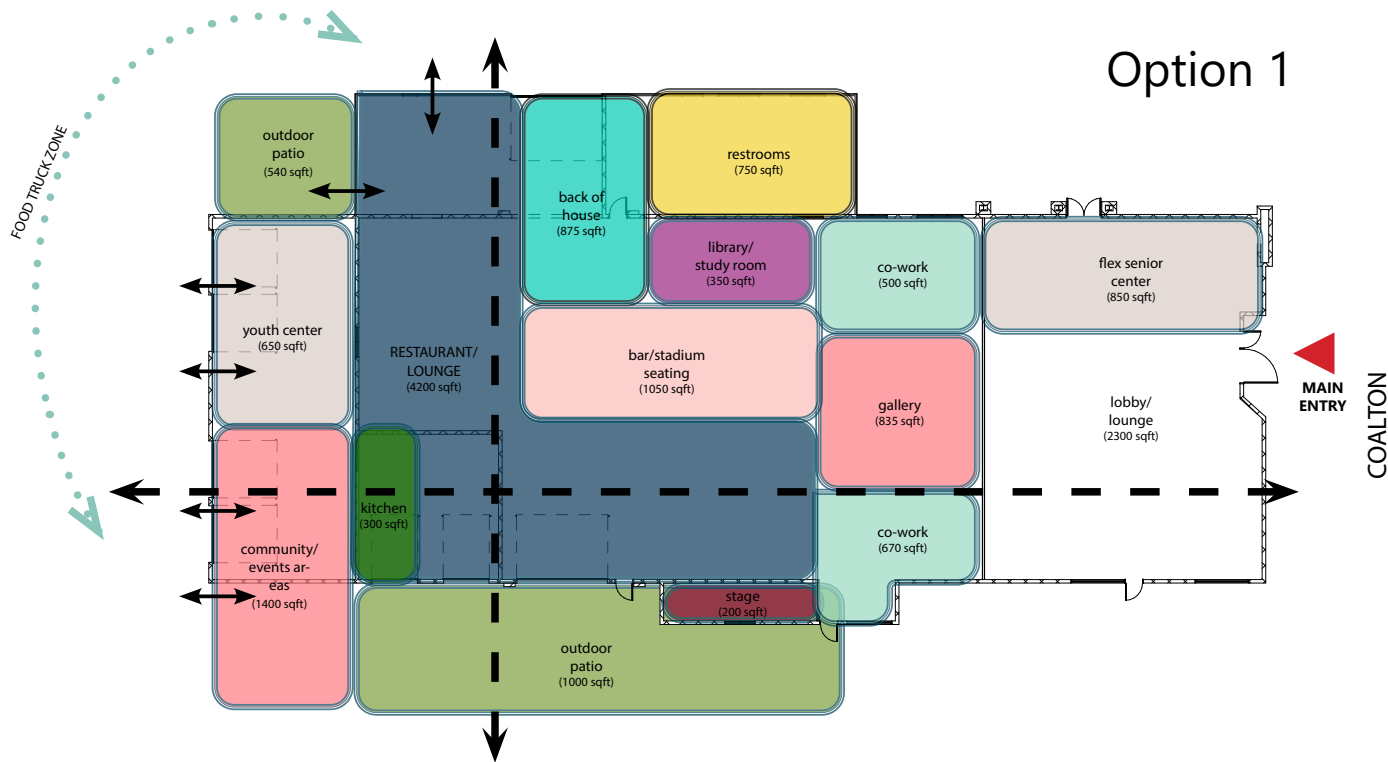 Option 1
FOOD TRUCK ZONE
outdoor
patio
(540 sqft)
restrooms
(750 sqft)
back of
house
(875 sqft)
library/
study room
(350 sqft)
co-work
(500 sqft)
flex senior
center
(850 sqft)
youth center
(650 sqft)
RESTAURANT/
LOUNGE
(4200 sqft)
bar/stadium
seating
(1050 sqft)
gallery
(835 sqft)
lobby/
lounge
(2300 sqft)
MAIN
ENTRY
COALTON
kitchen
(300 sqft)
community/
events ar-
eas
(1400 sqft)
co-work
(670 sqft)
stage
(200 sqft)
outdoor
patio
(1000 sqft)